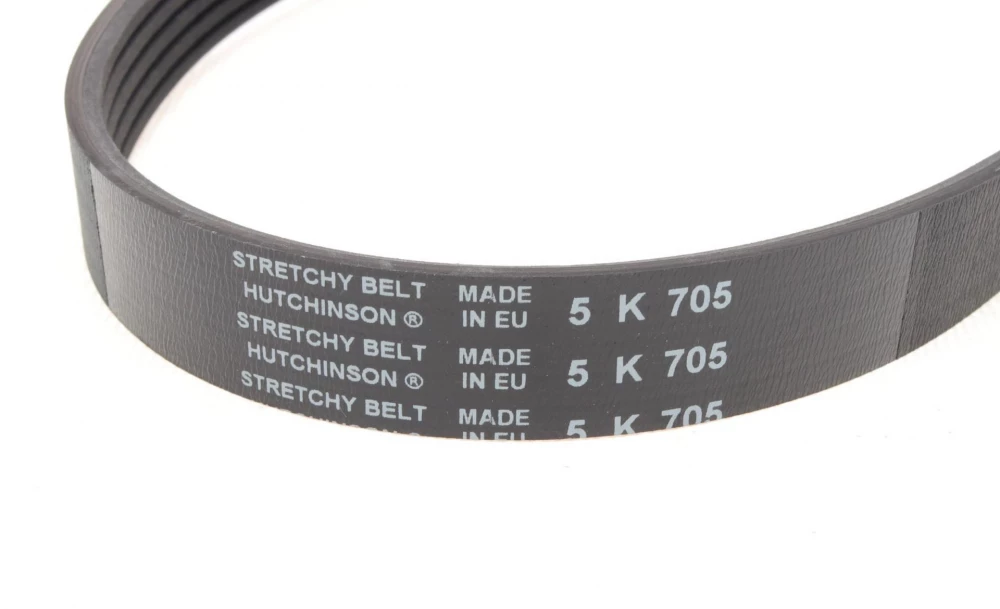 STRETCHY BELT MADE 5 K 705
HUTCHINSON ® IN EU
STRETCHY BELT MADE 5 K 705
HUTCHINSON ® IN EU
STRETCHY BELT MADE 5 K 705
IN EU